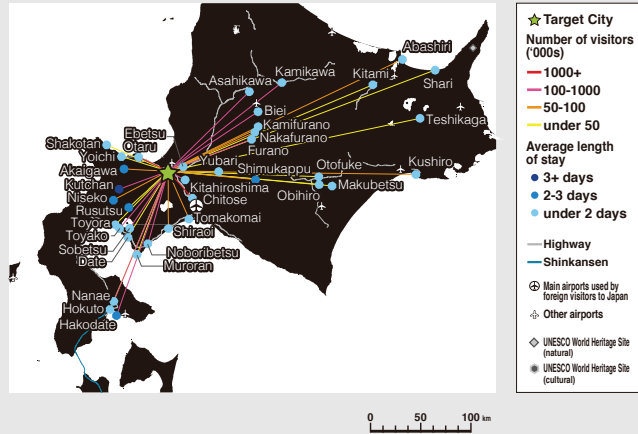 Abashiri
Kamikawa
Kitami
Asahikawa
Shari
Biei
Teshikaga
Kamifurano
Nakafurano
Furano
Ebetsu
Otaru
Shakotan
Yoichi
Yubari
Shimukappu
Otofuke
Kushiro
Akaigawa
Kutchan
Kitahiroshima
Makubetsu
Niseko
Chitose
Obihiro
Rusutsu
Tomakomai
Toyora
Shiraoi
Toyako
Sobetsu
Noboribetsu
Date
Muroran
Nanae
Hokuto
Hakodate
Target City
Number of visitors
('000s)
1000+
100-1000
50-100
under 50
Average length
of stay
3+ days
2-3 days
under 2 days
Highway
Shinkansen
Main airports used by
foreign visitors to Japan
Other airports
UNESCO World Heritage Site
(natural)
UNESCO World Heritage Site
(cultural)
0 50 100 km